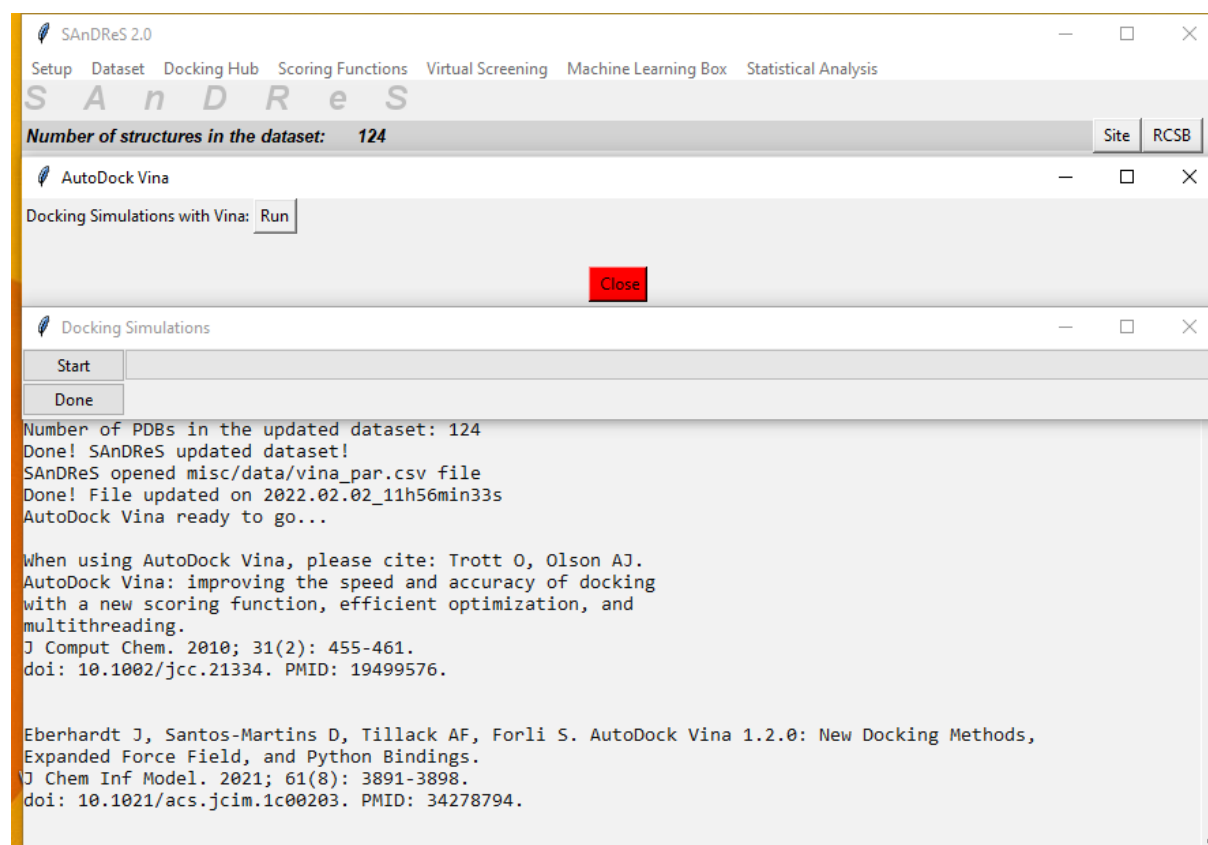 SAnDReS 2.0
Setup Dataset Docking Hub Scoring Functions Virtual Screening Machine Learning Box Statistical Analysis
S A n D R e S
Number of structures in the dataset: 124 Site RCSB
AutoDock Vina
Docking Simulations with Vina: Run
Close
Docking Simulations
Start
Done
Number of PDBs in the updated dataset: 124
Done! SAnDReS updated dataset!
SAnDReS opened misc/data/vina_par.csv file
Done! File updated on 2022.02.02_11h56min33s
AutoDock Vina ready to go...
When using AutoDock Vina, please cite: Trott O, Olson AJ.
AutoDock Vina: improving the speed and accuracy of docking
with a new scoring function, efficient optimization, and
multithreading.
J Comput Chem. 2010; 31(2): 455-461.
doi: 10.1002/jcc.21334. PMID: 19499576.
Eberhardt J, Santos-Martins D, Tillack AF, Forli S. AutoDock Vina 1.2.0: New Docking Methods,
Expanded Force Field, and Python Bindings.
J Chem Inf Model. 2021; 61(8): 3891-3898.
doi: 10.1021/acs.jcim.1c00203. PMID: 34278794.